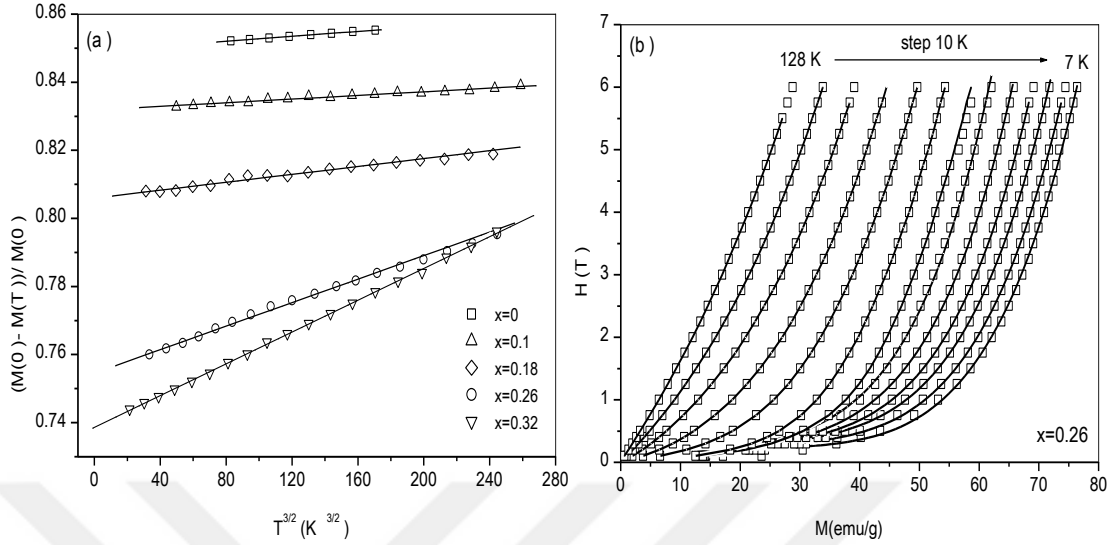 (a )
0.86
0.84
0.82
0.80
0.78
0.76
0.74
(M(0 )- M(T ))/ M(0 )
0 40 80 120 160 200 240 280
T^3/2 (K ^3/2)
x=0
x=0.1
x=0.18
x=0.26
x=0.32
(b )
step 10 K
128 K
7 K
7
6
5
4
3
2
1
0
H (T )
x=0.26
0 10 20 30 40 50 60 70 80
M(emu/g)